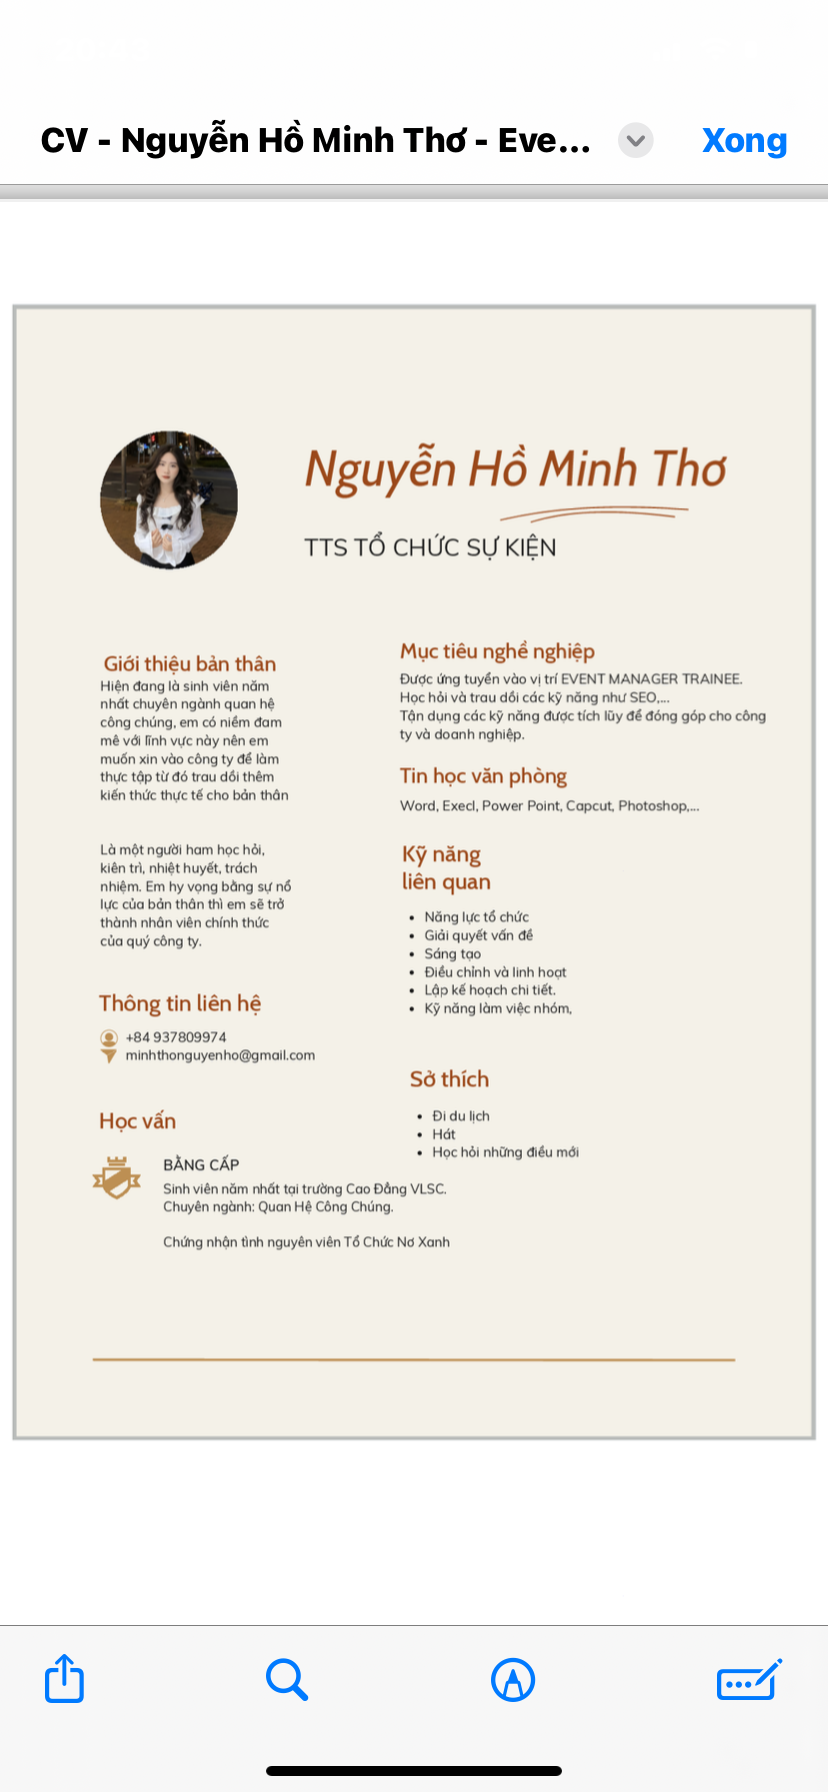 CV - Nguyễn Hồ Minh Thơ - Eve...
Xong
Nguyễn Hồ Minh Thơ
TTS TỔ CHỨC SỰ KIỆN
Giới thiệu bản thân
Hiện đang là sinh viên năm
nhất chuyên ngành quan hệ
công chúng, em có niềm đam
mê với lĩnh vực này nên em
muốn xin vào công ty để làm
thực tập từ đó trau dồi thêm
kiến thức thực tế cho bản thân
Là một người ham học hỏi,
kiên trì, nhiệt huyết, trách
nhiệm. Em hy vọng bằng sự nổ
lực của bản thân thì em sẽ trở
thành nhân viên chính thức
của quý công ty.
Thông tin liên hệ
+84 937809974
minhthonguyenho@gmail.com
Học vấn
BẰNG CẤP
Sinh viên năm nhất tại trường Cao Đẳng VLSC.
Chuyên ngành: Quan Hệ Công Chúng.
Chứng nhận tình nguyên viên Tổ Chức Nơ Xanh
Mục tiêu nghề nghiệp
Được ứng tuyển vào vị trí EVENT MANAGER TRAINEE.
Học hỏi và trau dồi các kỹ năng như SEO,...
Tận dụng các kỹ năng được tích lũy để đóng góp cho công
ty và doanh nghiệp.
Tin học văn phòng
Word, Execl, Power Point, Capcut, Photoshop,...
Kỹ năng
liên quan
• Năng lực tổ chức
• Giải quyết vấn đề
• Sáng tạo
• Điều chỉnh và linh hoạt
• Lập kế hoạch chi tiết.
• Kỹ năng làm việc nhóm,
Sở thích
• Đi du lịch
• Hát
• Học hỏi những điều mới